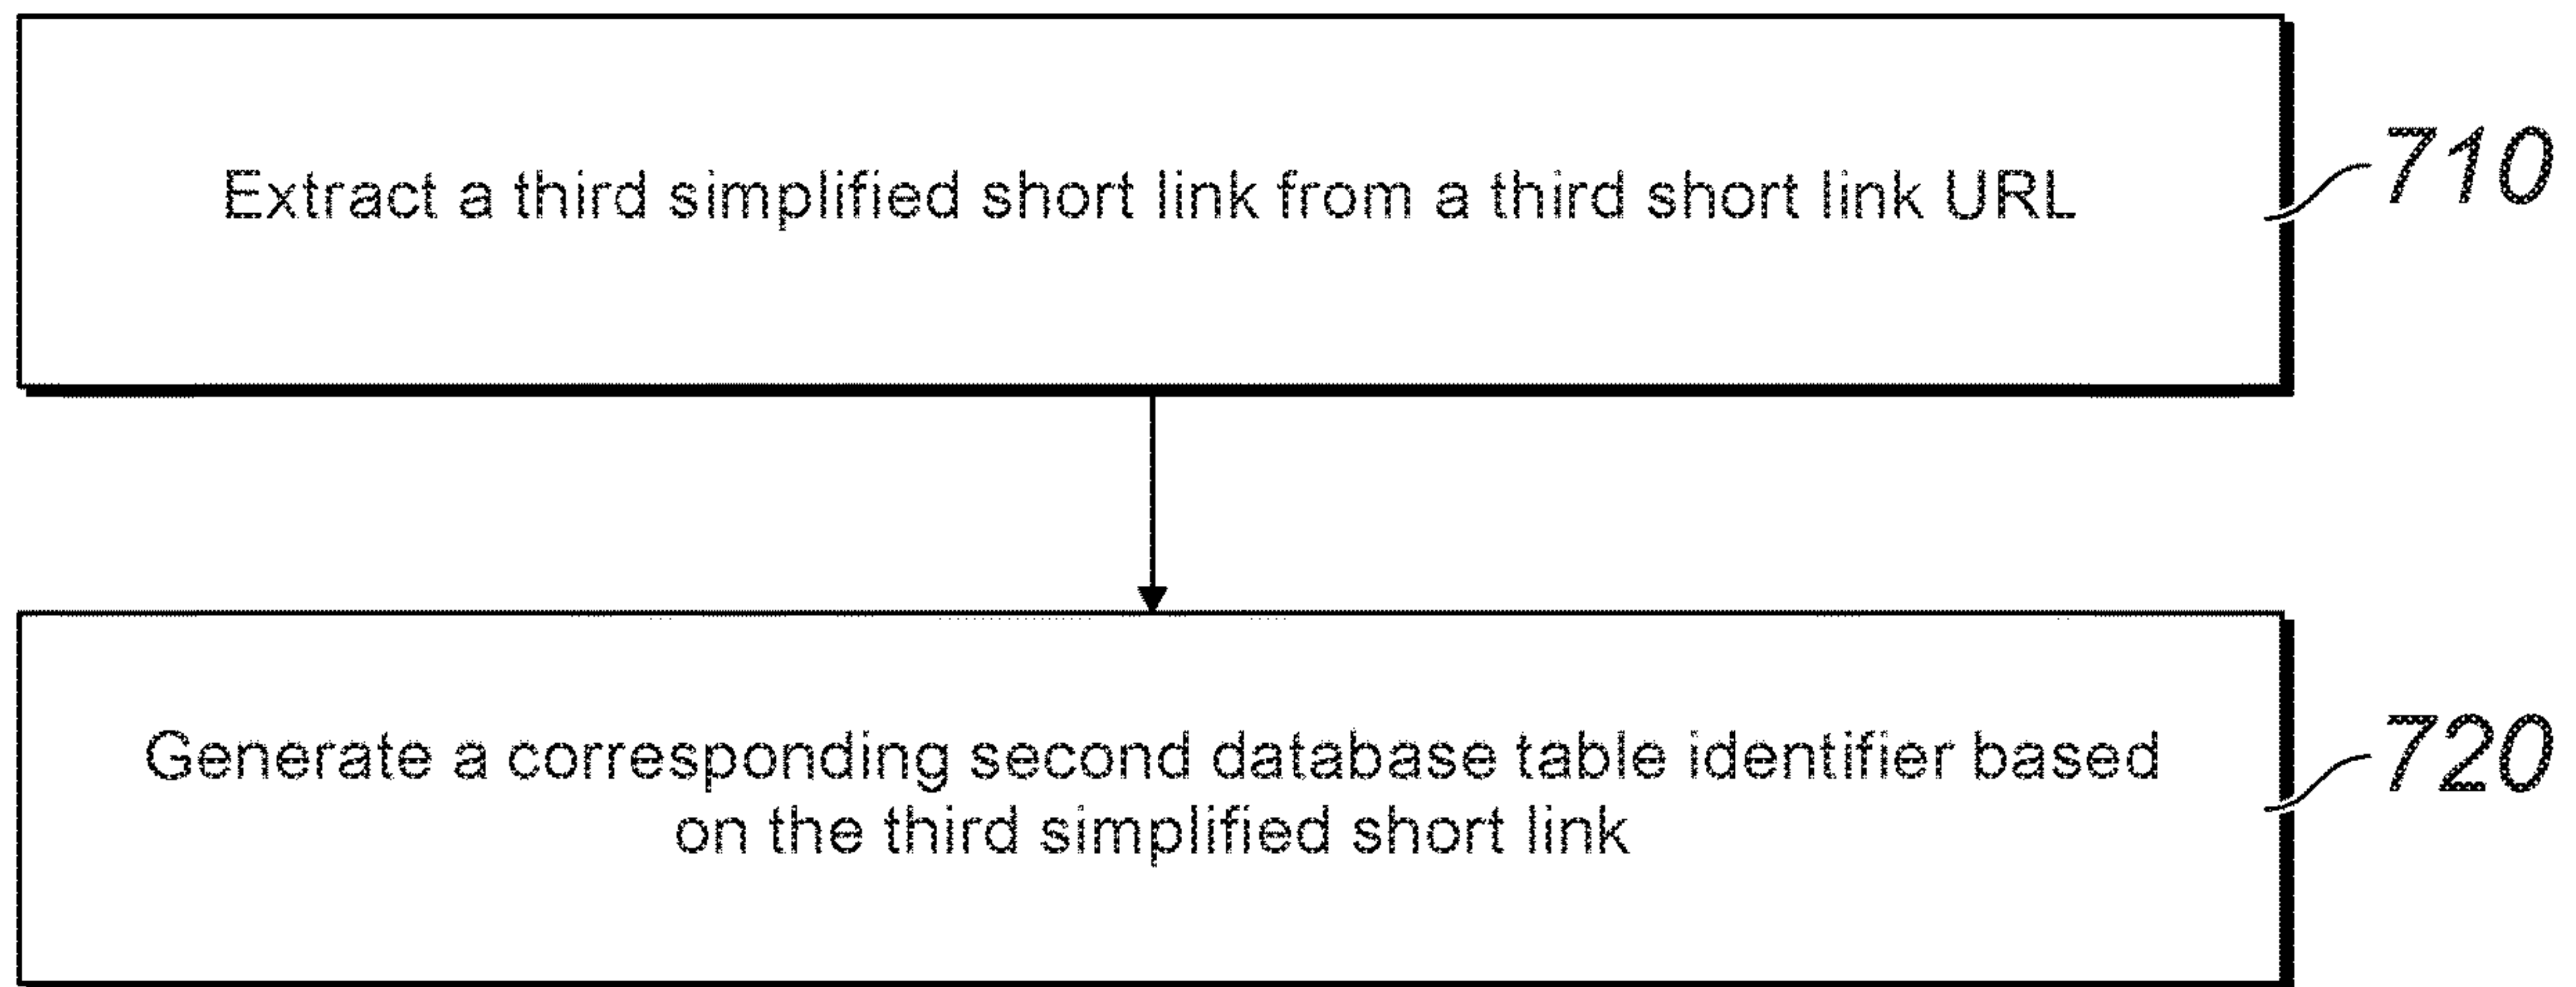 Extract a third simplified short link from a third short link URL
710
Generate a corresponding second database table identifier based
on the third simplified short link
720